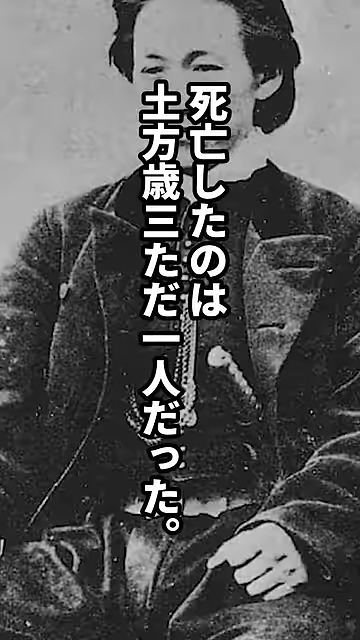 死亡したのは
土方歳三ただ一人だった。